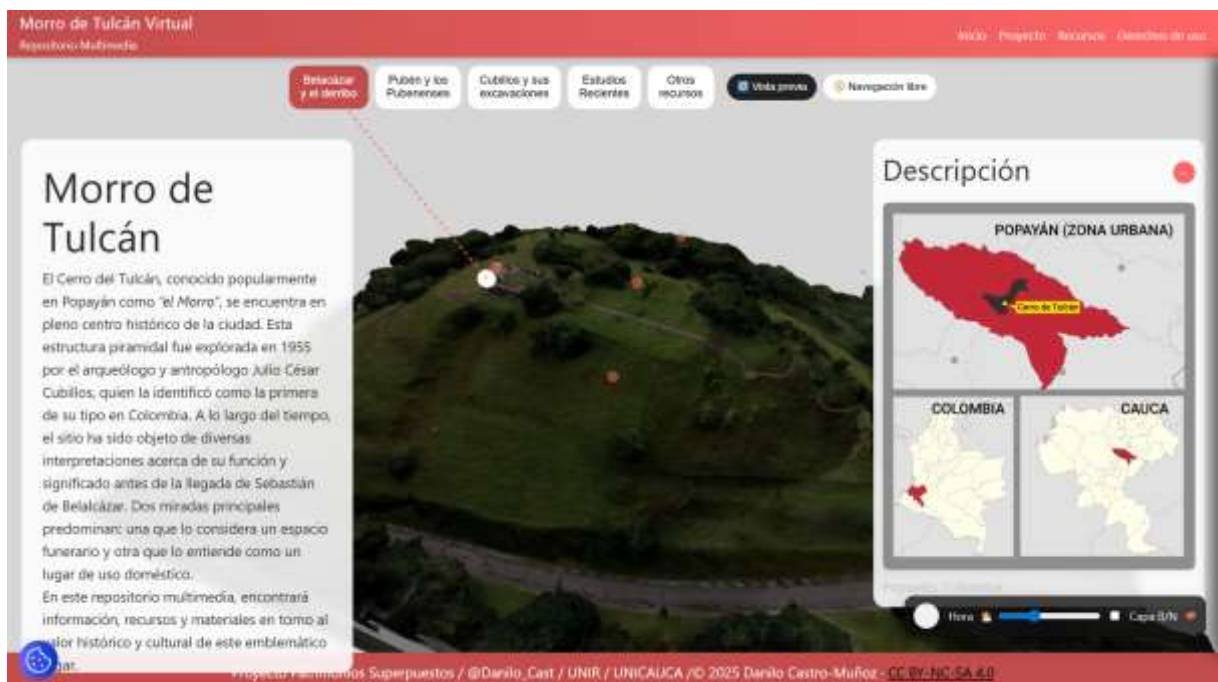 Morro de Tulcán Virtual
Repositorio Multimedia
Inicio Proyecto Recursos Derechos de uso
Belacázar
y el derribo
Pubén y los
Pubenenses
Cubillos y sus
excavaciones
Estudios
Recientes
Otros
recursos
Vista previa
Navegación libre
Morro de
Tulcán
El Cerro del Tulcán, conocido popularmente
en Popayán como "el Morro", se encuentra en
pleno centro histórico de la ciudad. Esta
estructura piramidal fue explorada en 1955
por el arqueólogo y antropólogo Julio César
Cubillos, quien la identificó como la primera
de su tipo en Colombia. A lo largo del tiempo,
el sitio ha sido objeto de diversas
interpretaciones acerca de su función y
significado antes de la llegada de Sebastián
de Belalcázar. Dos miradas principales
predominan: una que lo considera un espacio
funerario y otra que lo entiende como un
lugar de uso doméstico.
En este repositorio multimedia, encontrará
información, recursos y materiales en torno al
valor histórico y cultural de este emblemático
lugar.
Descripción
POPAYÁN (ZONA URBANA)
Cerro de Tulcán
COLOMBIA
CAUCA
Hora
Capa B/N
Proyecto Patrimonios Superpuestos / @Danilo_Cast / UNIR / UNICAUCA /© 2025 Danilo Castro-Muñoz - CC BY-NC-SA 4.0